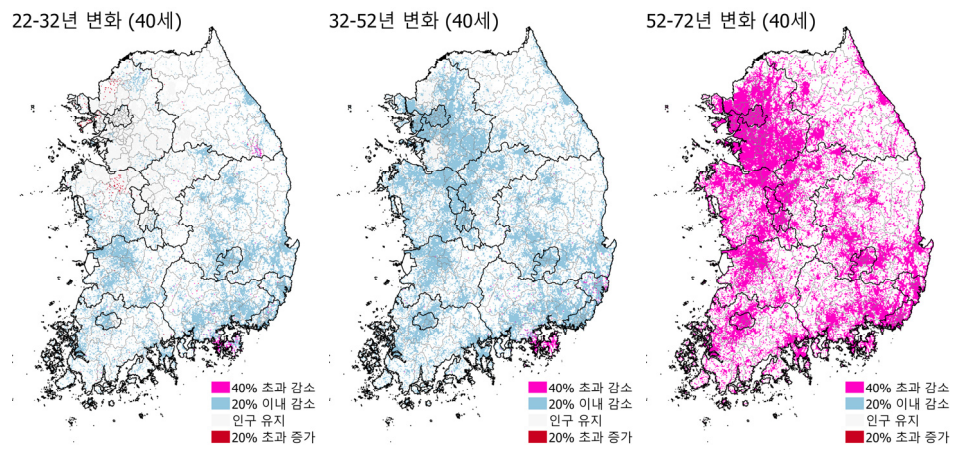 22-32년 변화 (40세)
32-52년 변화 (40세)
52-72년 변화 (40세)
40% 초과 감소
20% 이내 감소
인구 유지
20% 초과 증가
40% 초과 감소
20% 이내 감소
인구 유지
20% 초과 증가
40% 초과 감소
20% 이내 감소
인구 유지
20% 초과 증가